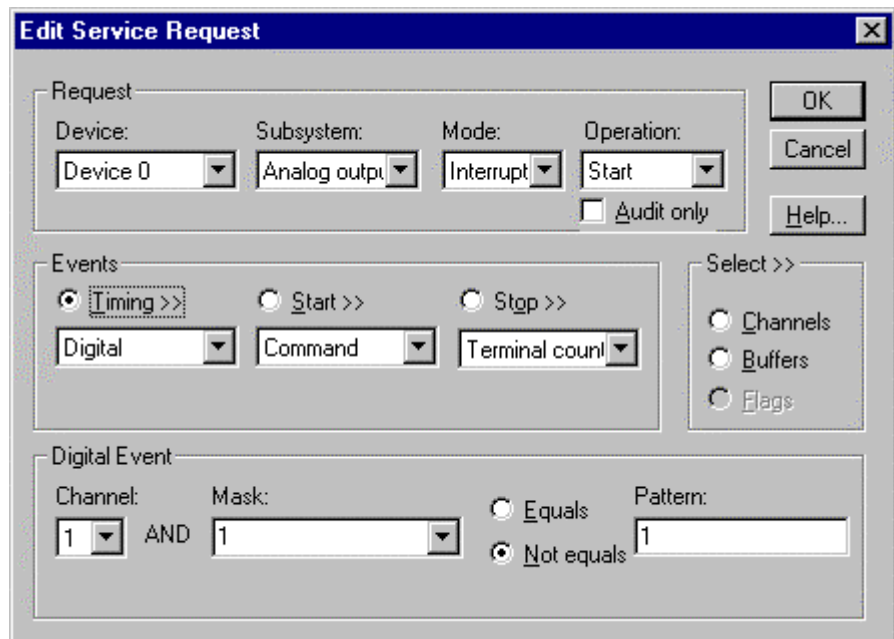 Edit Service Request
Request
OK
Device: Subsystem: Mode: Operation:
Cancel
Device 0 Analog outpu Interrupt Start
Audit only
Help...
Events
Select >>
Timing >> Start >> Stop >>
Channels
Digital Command Terminal count
Buffers
Flags
Digital Event
Channel: Mask: Pattern:
Equals
1 AND 1 1
Not equals